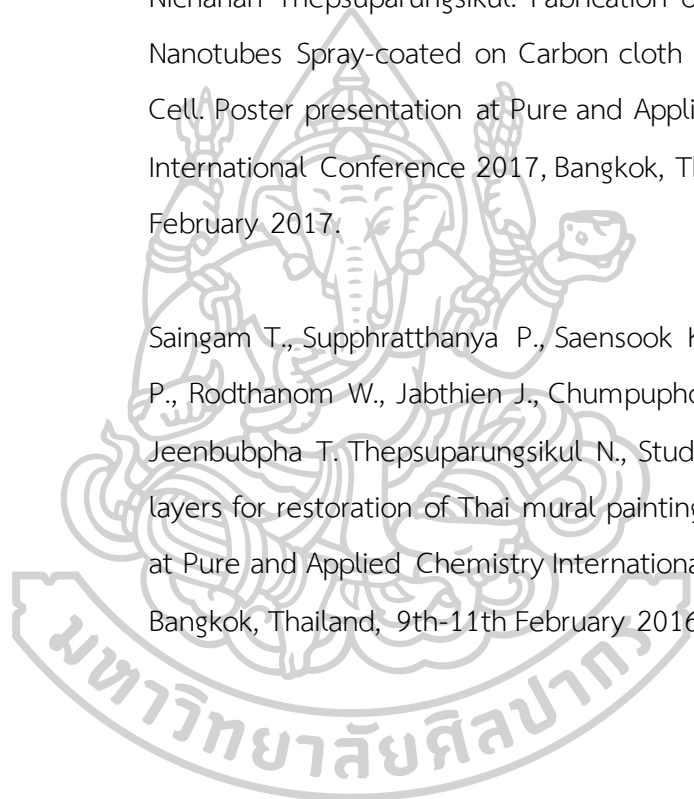 Nichanan Thepsuparungsikul. Fabrication o
Nanotubes Spray-coated on Carbon cloth
Cell. Poster presentation at Pure and Appli
International Conference 2017, Bangkok, T
February 2017.
Saingam T., Supphratthanya P., Saensook K
P., Rodthanom W., Jabthien J., Chumpupho
Jeenbubpha T. Thepsuparungsikul N., Stud
layers for restoration of Thai mural painting
at Pure and Applied Chemistry Internationa
Bangkok, Thailand, 9th-11th February 2016
มหาวิทยาลัยศิลปากร